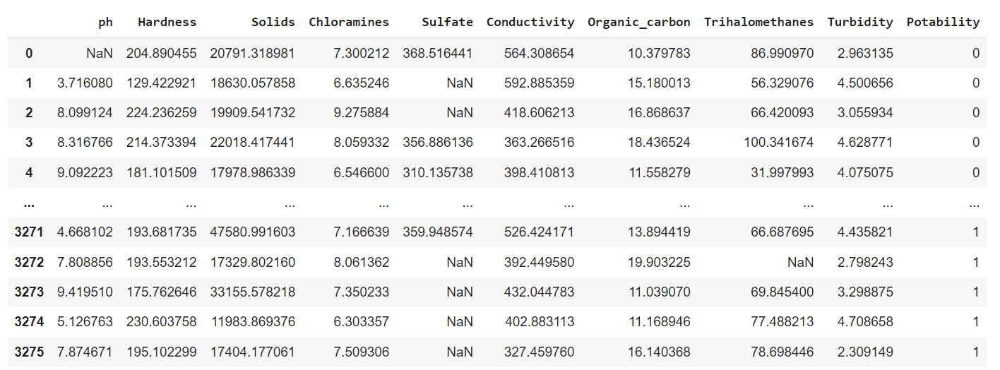 ph Hardness Solids Chloramines Sulfate Conductivity Organic_carbon Trihalomethanes Turbidity Potability
0 NaN 204.890455 20791.318981 7.300212 368.516441 564.308654 10.379783 86.990970 2.963135 0
1 3.716080 129.422921 18630.057858 6.635246 NaN 592.885359 15.180013 56.329076 4.500656 0
2 8.099124 224.236259 19909.541732 9.275884 NaN 418.606213 16.868637 66.420093 3.055934 0
3 8.316766 214.373394 22018.417441 8.059332 356.886136 363.266516 18.436524 100.341674 4.628771 0
4 9.092223 181.101509 17978.986339 6.546600 310.135738 398.410813 11.558279 31.997993 4.075075 0
... ... ... ... ... ... ... ... ... ... ...
3271 4.668102 193.681735 47580.991603 7.166639 359.948574 526.424171 13.894419 66.687695 4.435821 1
3272 7.808856 193.553212 17329.802160 8.061362 NaN 392.449580 19.903225 NaN 2.798243 1
3273 9.419510 175.762646 33155.578218 7.350233 NaN 432.044783 11.039070 69.845400 3.298875 1
3274 5.126763 230.603758 11983.869376 6.303357 NaN 402.883113 11.168946 77.488213 4.708658 1
3275 7.874671 195.102299 17404.177061 7.509306 NaN 327.459760 16.140368 78.698446 2.309149 1